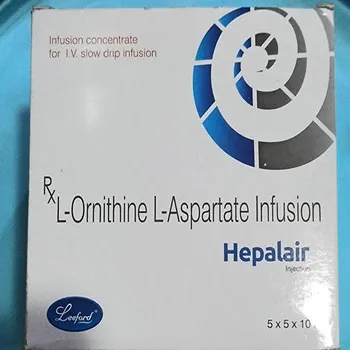 Infusion concentrate
for I.V. slow drip infusion
Rx L-Ornithine L-Aspartate Infusion
Hepalair
Injection
Leeford
5 x 5 x 10